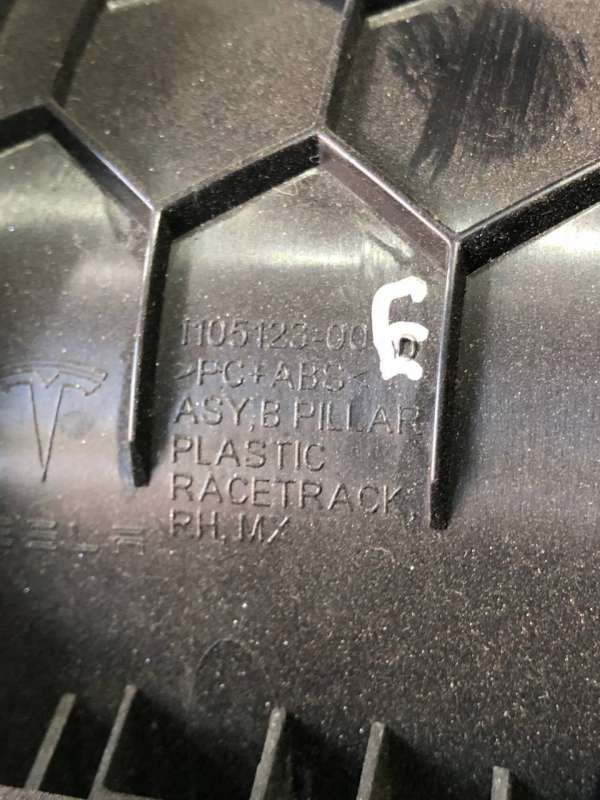 1105123-00
>PC+ABS<
ASY, B PILLAR
PLASTIC
RACETRACK,
RH, MX